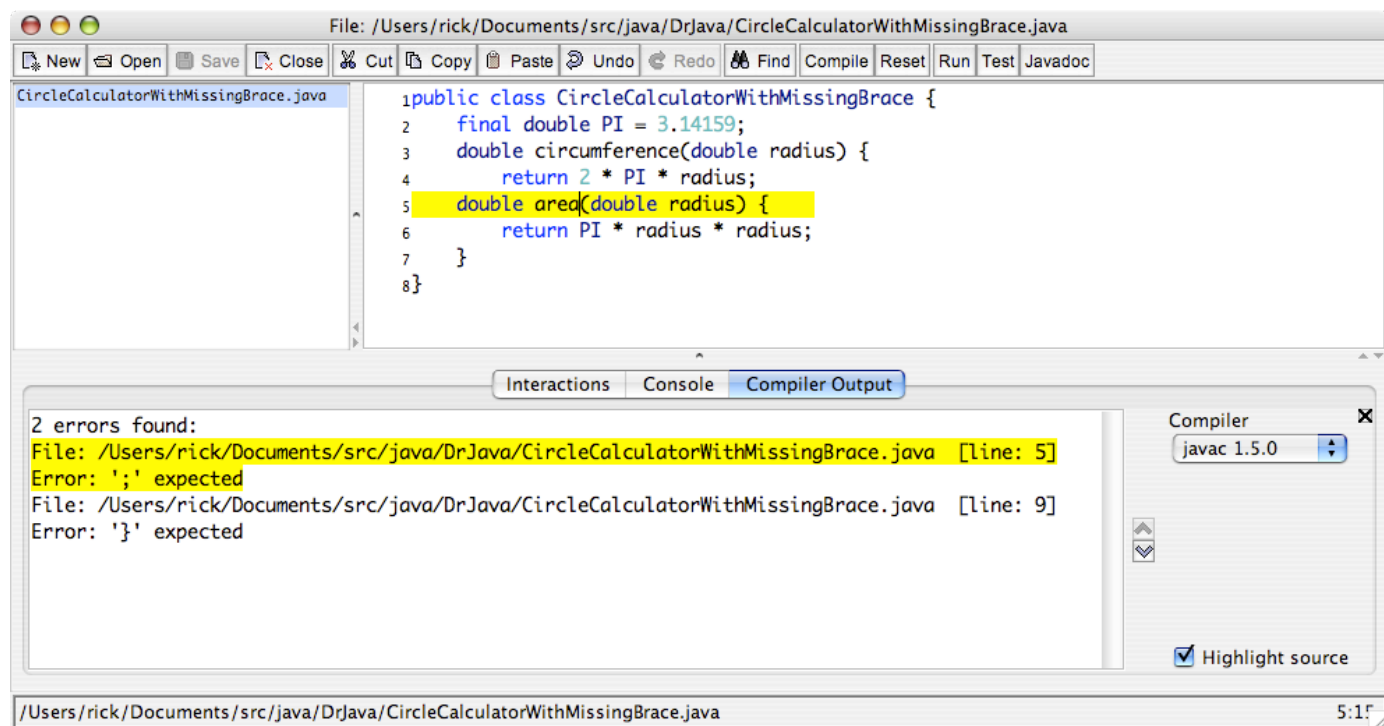 File: /Users/rick/Documents/src/java/DrJava/CircleCalculatorWithMissingBrace.java
New Open Save Close Cut Copy Paste Undo Redo Find Compile Reset Run Test Javadoc
CircleCalculatorWithMissingBrace.java
1public class CircleCalculatorWithMissingBrace {
2    final double PI = 3.14159;
3    double circumference(double radius) {
4        return 2 * PI * radius;
5    double area(double radius) {
6        return PI * radius * radius;
7    }
8}
Interactions Console Compiler Output
2 errors found:
File: /Users/rick/Documents/src/java/DrJava/CircleCalculatorWithMissingBrace.java  [line: 5]
Error: ';' expected
File: /Users/rick/Documents/src/java/DrJava/CircleCalculatorWithMissingBrace.java  [line: 9]
Error: '}' expected
Compiler
javac 1.5.0
Highlight source
/Users/rick/Documents/src/java/DrJava/CircleCalculatorWithMissingBrace.java